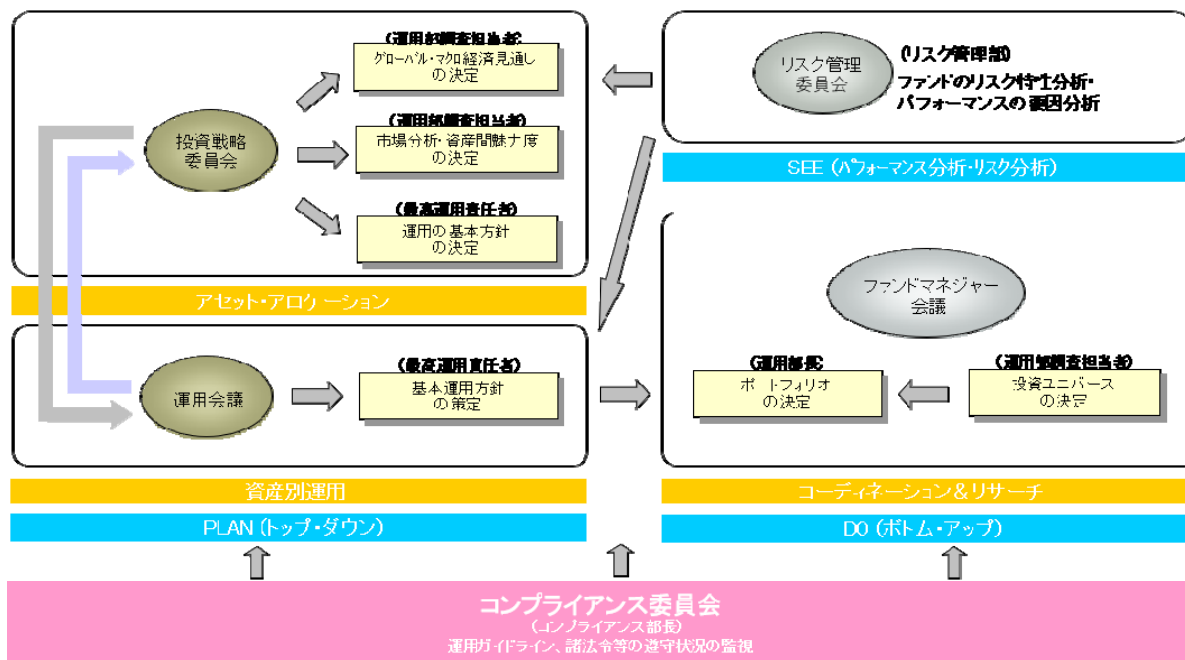 (運用部調査担当者)
グローバル・マクロ経済見通し
の決定
投資戦略
委員会
(運用部調査担当者)
市場分析・資産間魅力度
の決定
(最高運用責任者)
運用の基本方針
の決定
アセット・アロケーション
運用会議
(最高運用責任者)
基本運用方針
の策定
資産別運用
PLAN (トップ・ダウン)
リスク管理
委員会
(リスク管理部)
ファンドのリスク特性分析・
パフォーマンスの要因分析
SEE (パフォーマンス分析・リスク分析)
ファンドマネジャー
会議
(運用部長)
ポートフォリオ
の決定
(運用部調査担当者)
投資ユニバース
の決定
コーディネーション&リサーチ
DO (ボトム・アップ)
コンプライアンス委員会
(コンプライアンス部長)
運用ガイドライン、諸法令等の遵守状況の監視